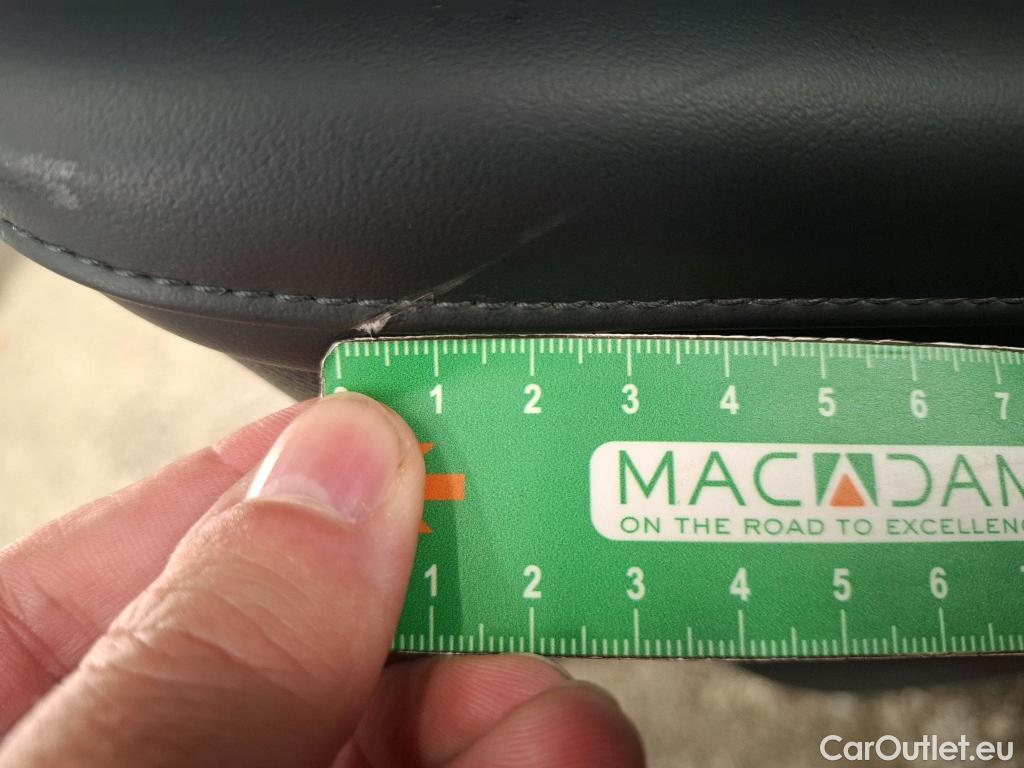 1 2 3 4 5 6 7
MACADAM
ON THE ROAD TO
1 2 3 4 5 6
CarOutlet.eu